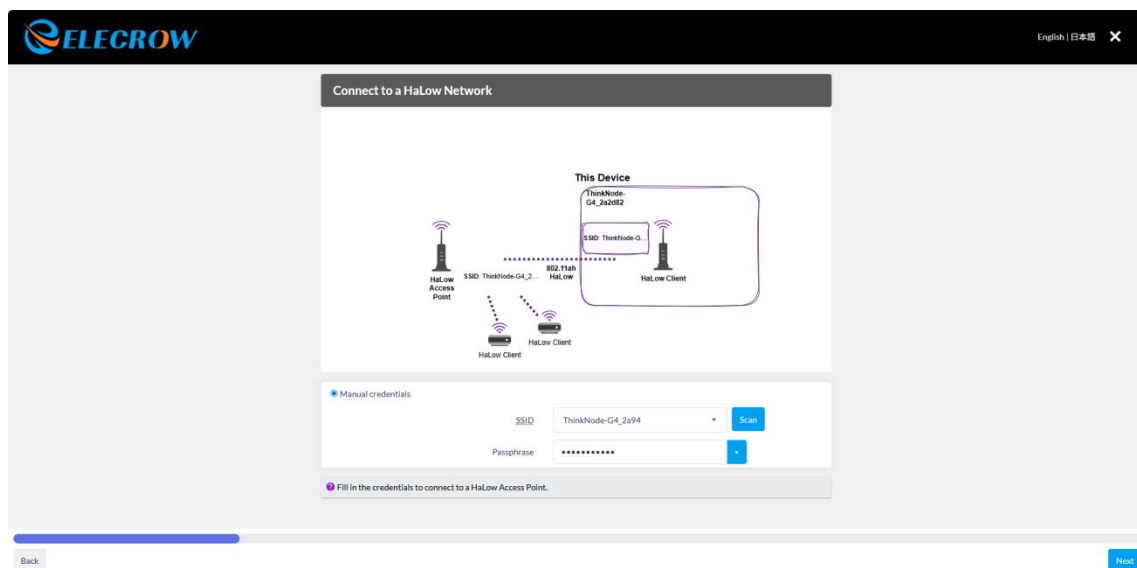 ELECROW
English | 日本語 ✕
Connect to a HaLow Network
This Device
ThinkNode-
G4_2a2d82
SSID: ThinkNode-G...
SSID: ThinkNode-G4_2...
802.11ah
HaLow
HaLow
Access
Point
HaLow Client
HaLow Client
HaLow Client
Manual credentials
SSID
ThinkNode-G4_2a94
Scan
Passphrase
•••••••••••
Fill in the credentials to connect to a HaLow Access Point.
Back
Next